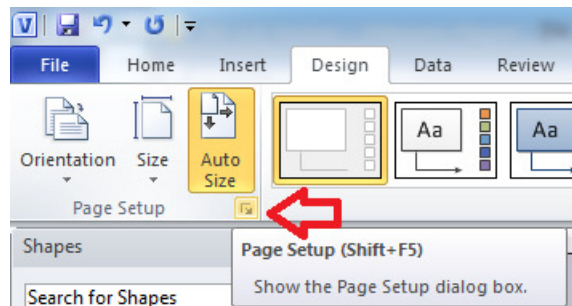 V
File Home Insert Design Data Review
Orientation Size Auto Size
Aa Aa
Page Setup
Shapes
Page Setup (Shift+F5)
Show the Page Setup dialog box.
Search for Shapes